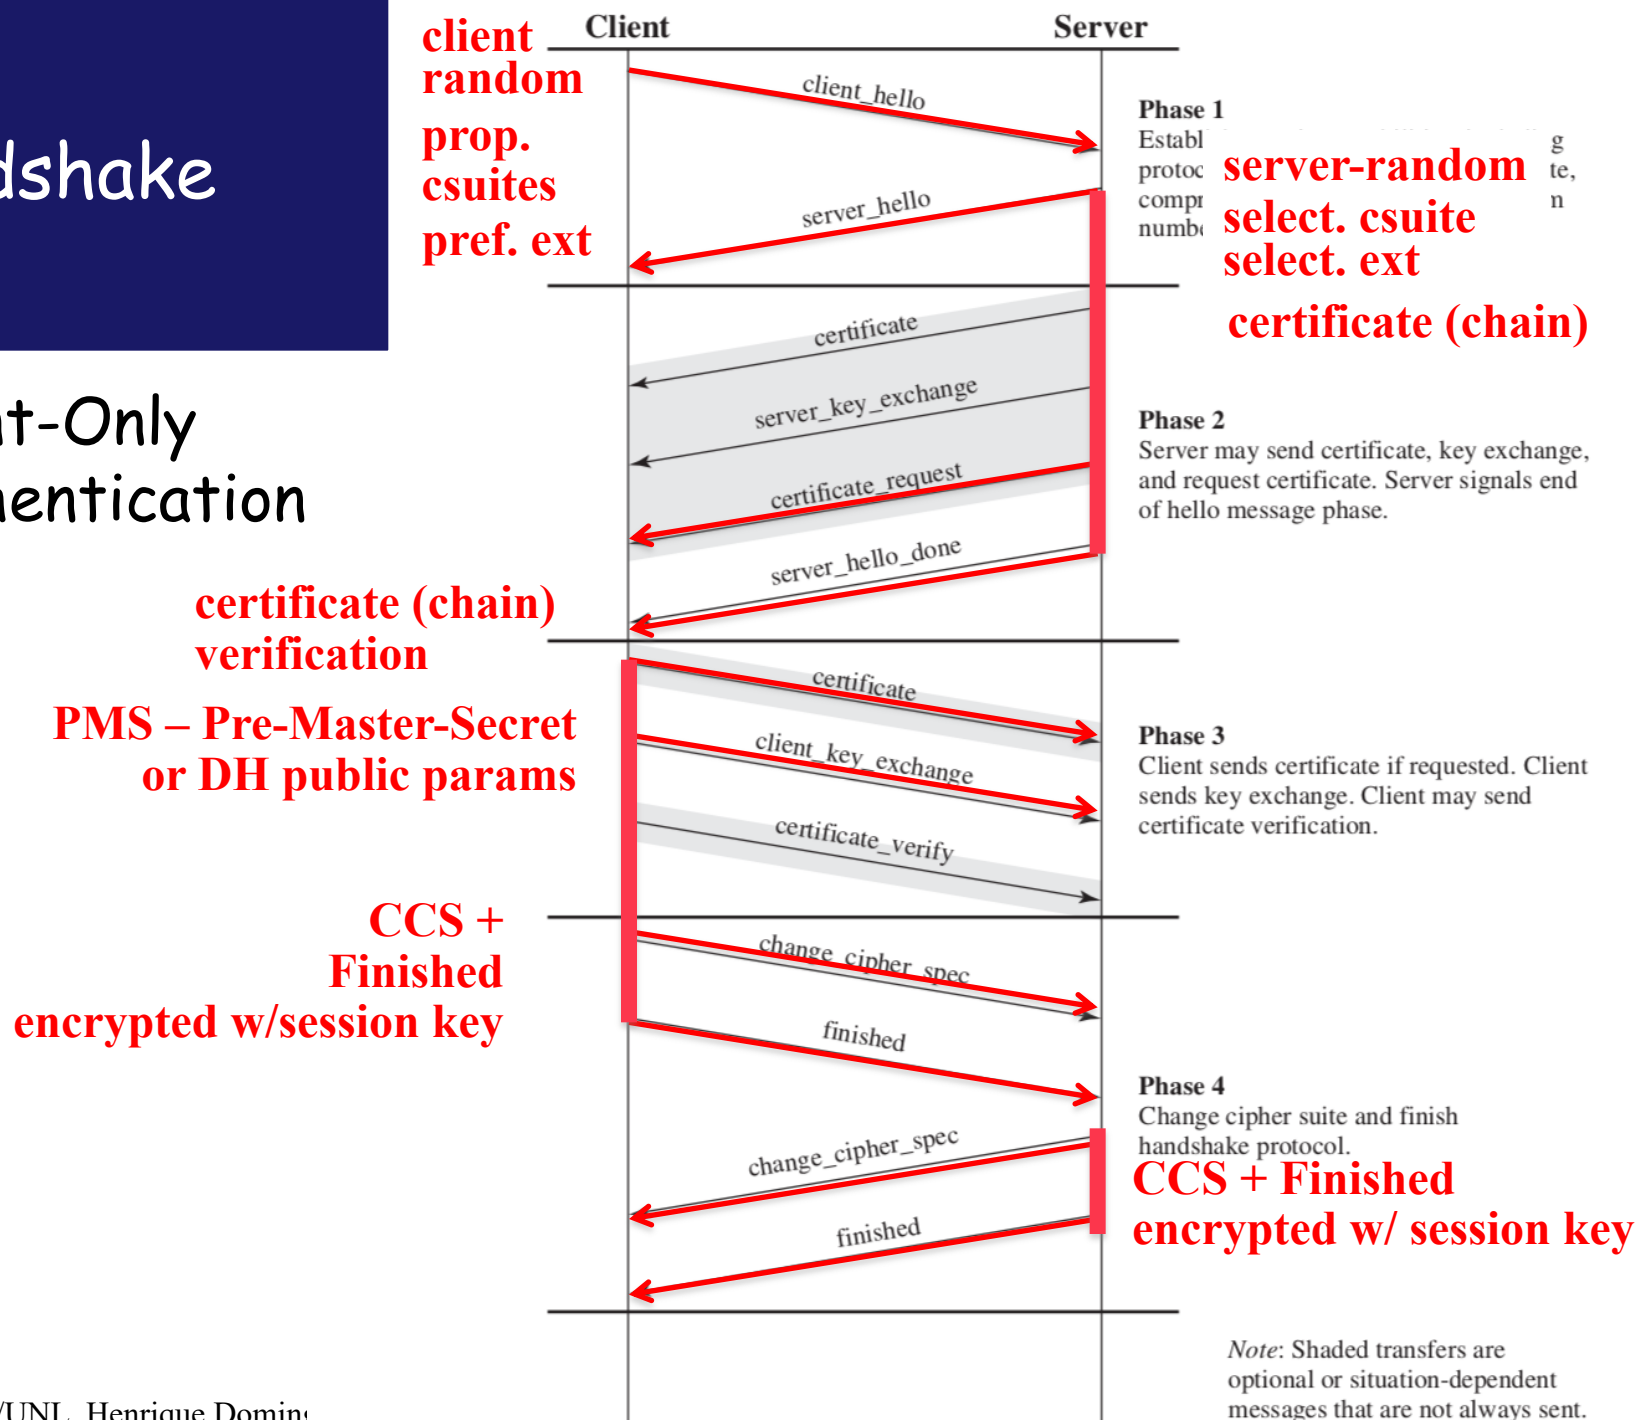 Client
Server
client
random
prop.
csuites
pref. ext
client_hello
server_hello
Phase 1
server-random
select. csuite
select. ext
certificate (chain)
certificate
server_key_exchange
certificate_request
server_hello_done
Phase 2
Server may send certificate, key exchange,
and request certificate. Server signals end
of hello message phase.
certificate (chain)
verification
PMS – Pre-Master-Secret
or DH public params
certificate
client_key_exchange
certificate_verify
Phase 3
Client sends certificate if requested. Client
sends key exchange. Client may send
certificate verification.
CCS +
Finished
encrypted w/session key
change_cipher_spec
finished
change_cipher_spec
finished
Phase 4
Change cipher suite and finish
handshake protocol.
CCS + Finished
encrypted w/ session key
Note: Shaded transfers are
optional or situation-dependent
messages that are not always sent.
dshake
nt-Only
nentication
/UNL, Henrique